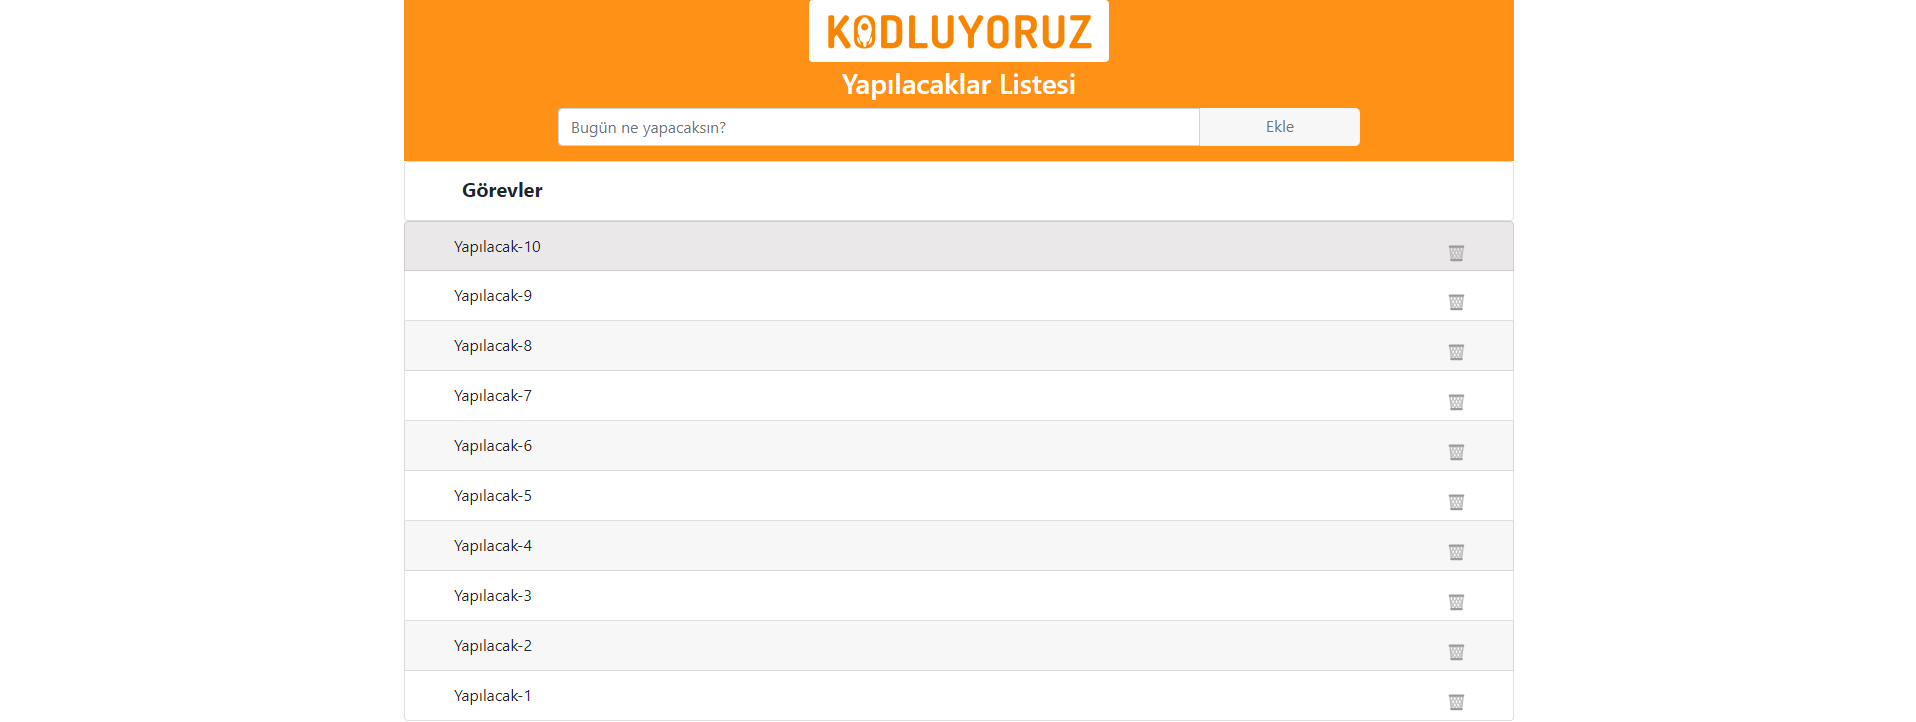 KODLUYORUZ
Yapılacaklar Listesi
Bugün ne yapacaksın? Ekle
Görevler
Yapılacak-10
Yapılacak-9
Yapılacak-8
Yapılacak-7
Yapılacak-6
Yapılacak-5
Yapılacak-4
Yapılacak-3
Yapılacak-2
Yapılacak-1